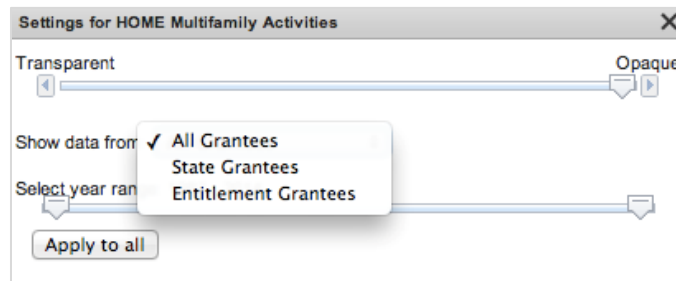 Settings for HOME Multifamily Activities
Transparent Opaque
Show data from ✓ All Grantees
State Grantees
Select year ran
Entitlement Grantees
Apply to all